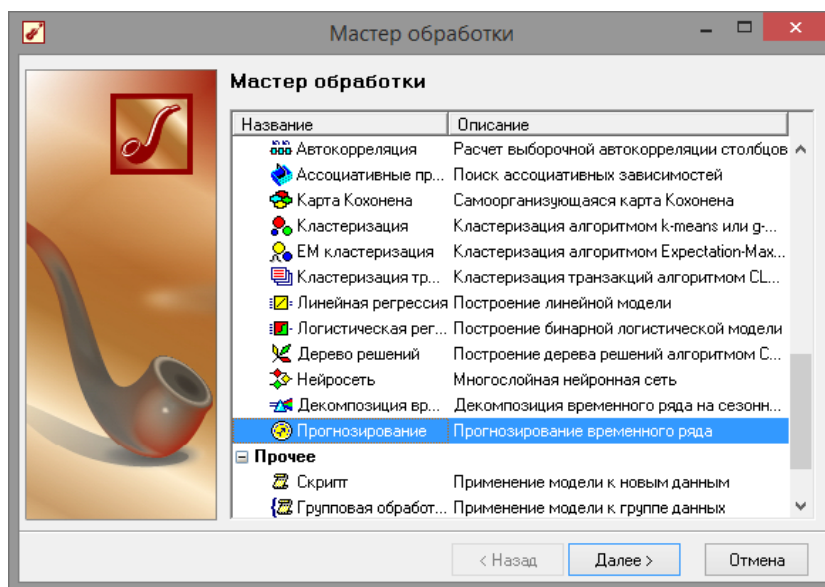 Мастер обработки
Мастер обработки
Название Описание
Автокорреляция Расчет выборочной автокорреляции столбцов
Ассоциативные пр... Поиск ассоциативных зависимостей
Карта Кохонена Самоорганизующаяся карта Кохонена
Кластеризация Кластеризация алгоритмом k-means или g-...
EM кластеризация Кластеризация алгоритмом Expectation-Max...
Кластеризация тр... Кластеризация транзакций алгоритмом CL...
Линейная регрессия Построение линейной модели
Логистическая рег... Построение бинарной логистической модели
Дерево решений Построение дерева решений алгоритмом C...
Нейросеть Многослойная нейронная сеть
Декомпозиция вр... Декомпозиция временного ряда на сезонн...
Прогнозирование Прогнозирование временного ряда
Прочее
Скрипт Применение модели к новым данным
Групповая обработ... Применение модели к группе данных
< Назад Далее > Отмена